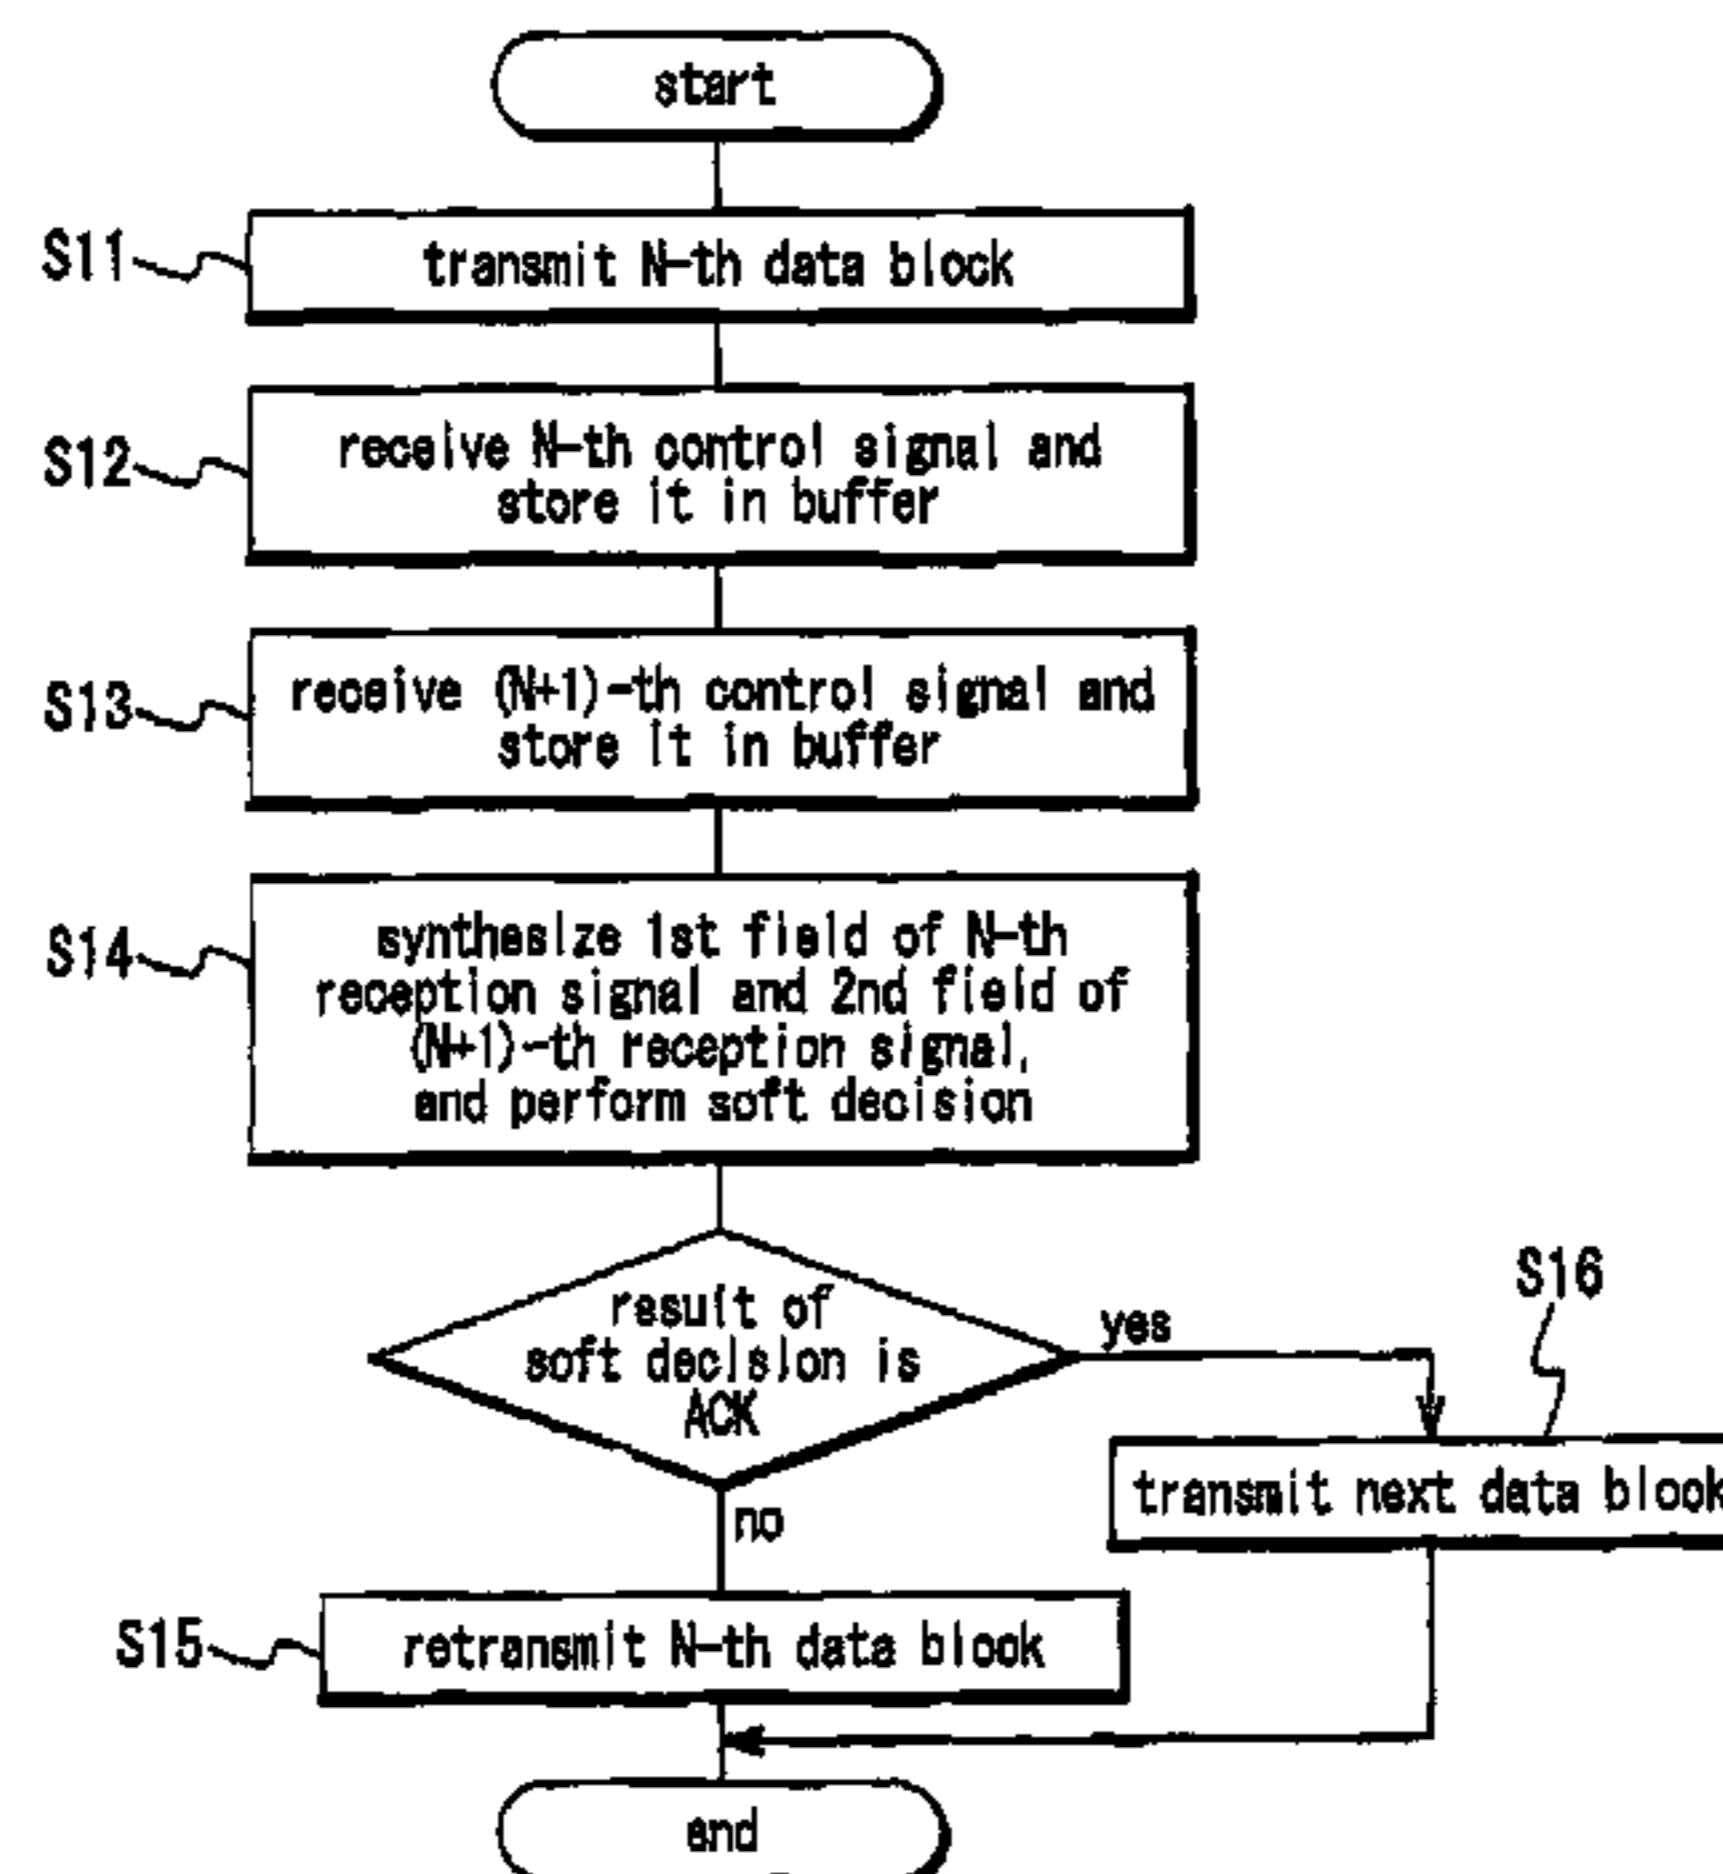 start
S11
transmit N-th data block
S12
receive N-th control signal and
store it in buffer
S13
receive (N+1)-th control signal and
store it in buffer
S14
synthesize 1st field of N-th
reception signal and 2nd field of
(N+1)-th reception signal,
and perform soft decision
result of
soft decision is
ACK
yes
S16
transmit next data block
no
S15
retransmit N-th data block
end